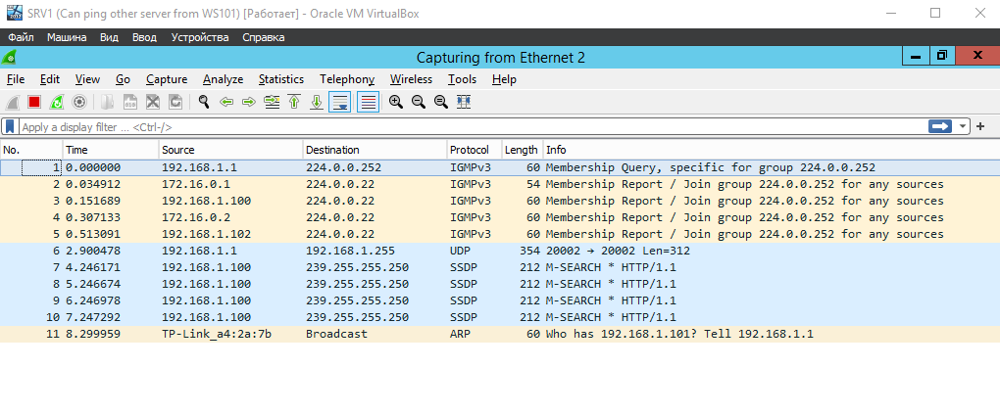 SRV1 (Can ping other server from WS101) [Работает] - Oracle VM VirtualBox
Файл Машина Вид Ввод Устройства Справка
Capturing from Ethernet 2
File Edit View Go Capture Analyze Statistics Telephony Wireless Tools Help
Apply a display filter ... <Ctrl-/>
No. Time Source Destination Protocol Length Info
1 0.000000 192.168.1.1 224.0.0.252 IGMPv3 60 Membership Query, specific for group 224.0.0.252
2 0.034912 172.16.0.1 224.0.0.22 IGMPv3 54 Membership Report / Join group 224.0.0.252 for any sources
3 0.151689 192.168.1.100 224.0.0.22 IGMPv3 60 Membership Report / Join group 224.0.0.252 for any sources
4 0.307133 172.16.0.2 224.0.0.22 IGMPv3 60 Membership Report / Join group 224.0.0.252 for any sources
5 0.513091 192.168.1.102 224.0.0.22 IGMPv3 60 Membership Report / Join group 224.0.0.252 for any sources
6 2.900478 192.168.1.1 192.168.1.255 UDP 354 20002 → 20002 Len=312
7 4.246171 192.168.1.100 239.255.255.250 SSDP 212 M-SEARCH * HTTP/1.1
8 5.246674 192.168.1.100 239.255.255.250 SSDP 212 M-SEARCH * HTTP/1.1
9 6.246978 192.168.1.100 239.255.255.250 SSDP 212 M-SEARCH * HTTP/1.1
10 7.247292 192.168.1.100 239.255.255.250 SSDP 212 M-SEARCH * HTTP/1.1
11 8.299959 TP-Link_a4:2a:7b Broadcast ARP 60 Who has 192.168.1.101? Tell 192.168.1.1